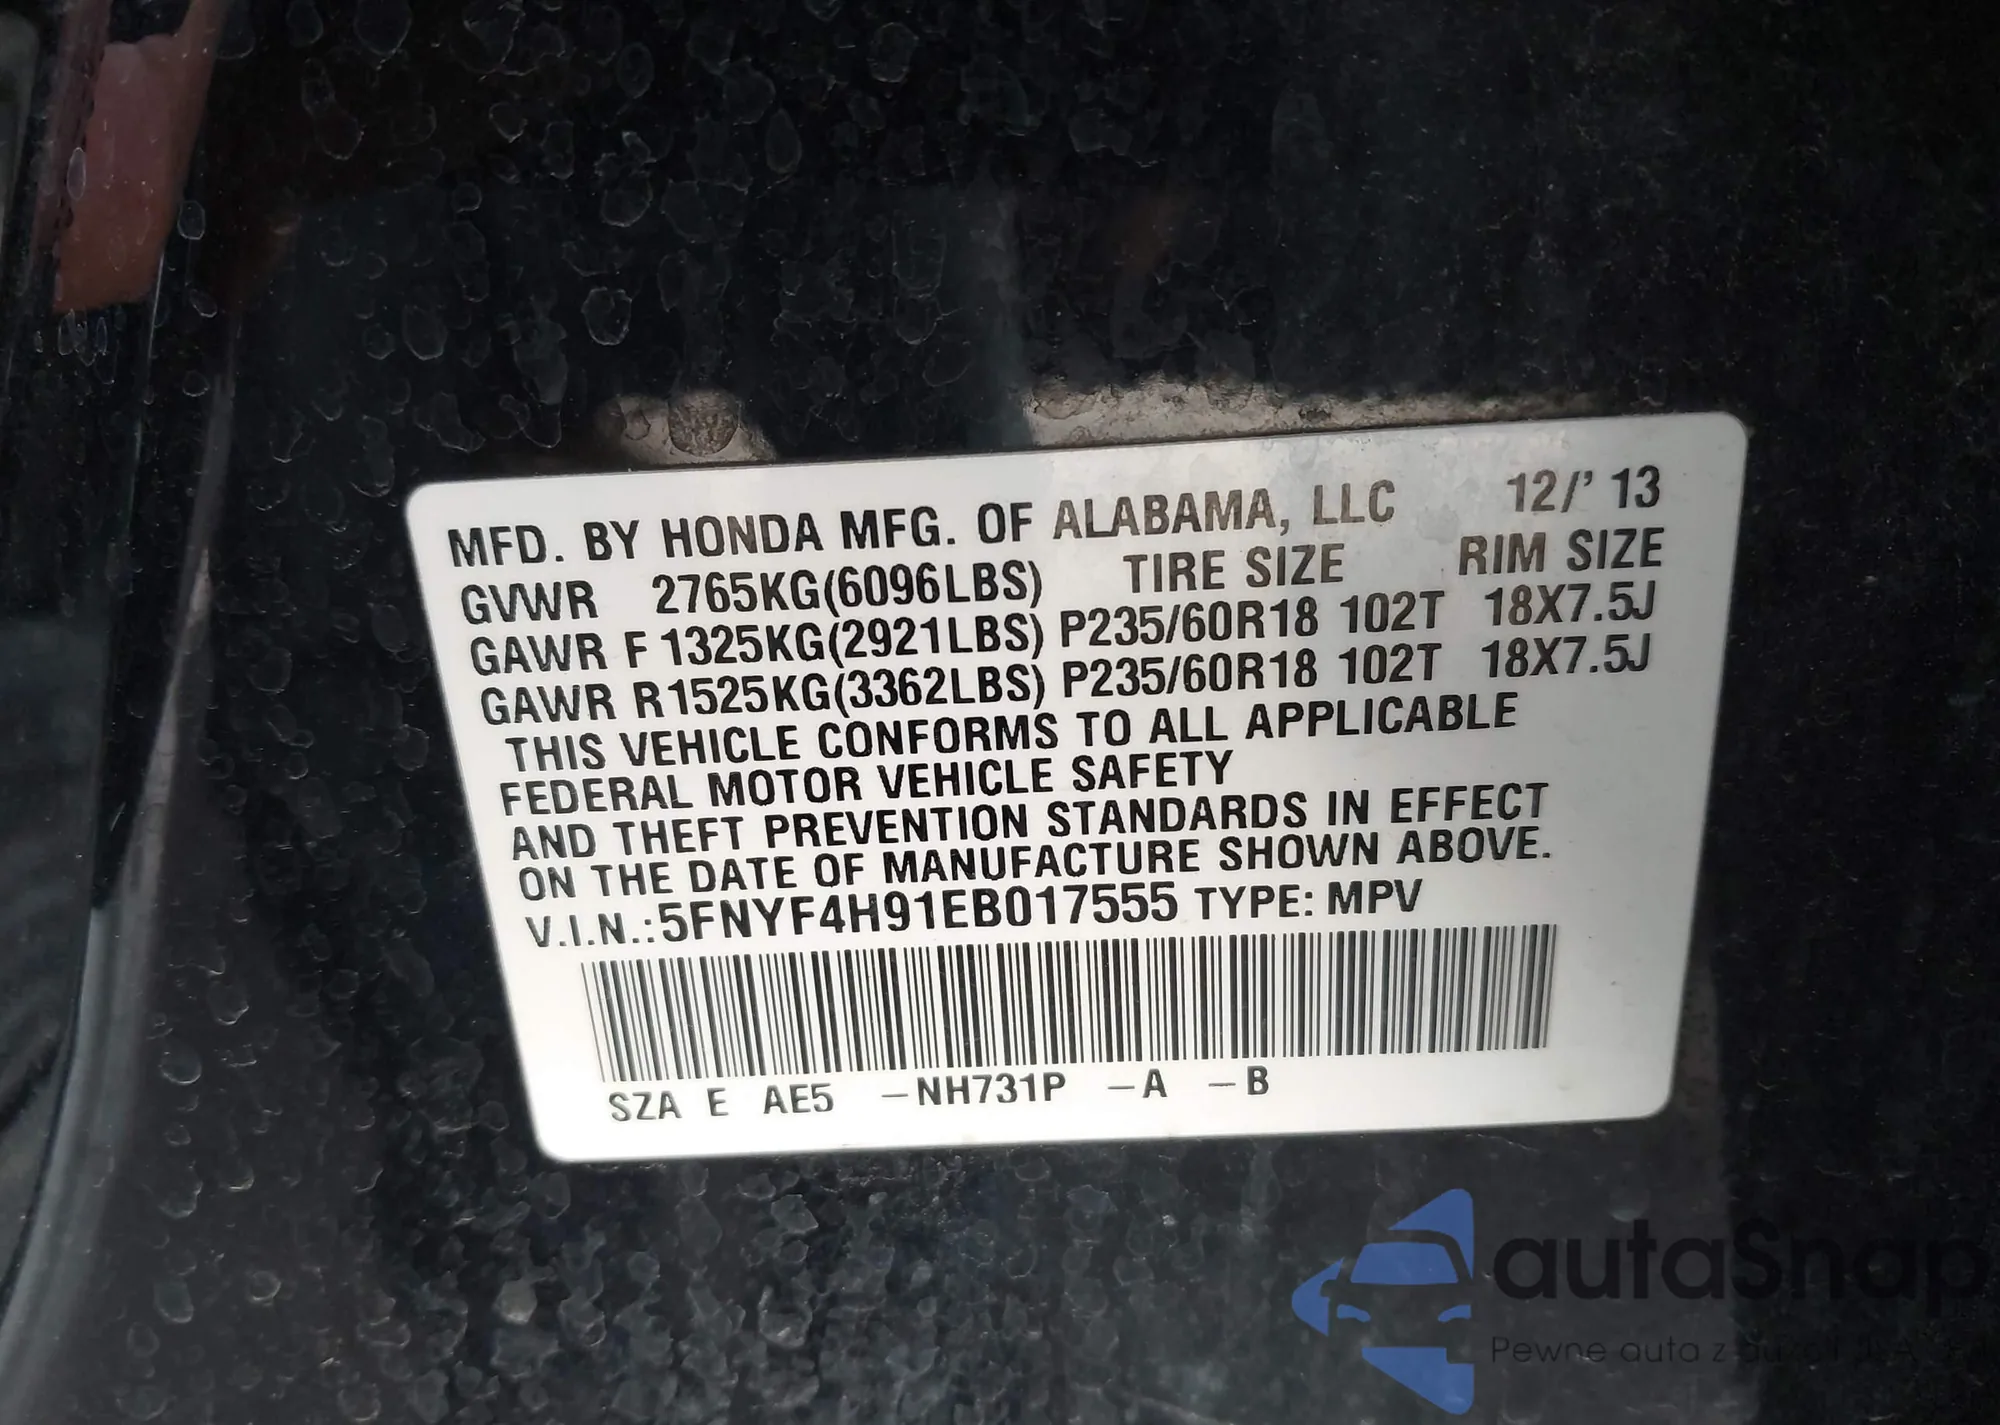 MFD. BY HONDA MFG. OF ALABAMA, LLC 12/' 13
GVWR 2765KG(6096LBS) TIRE SIZE RIM SIZE
GAWR F 1325KG(2921LBS) P235/60R18 102T 18X7.5J
GAWR R1525KG(3362LBS) P235/60R18 102T 18X7.5J
THIS VEHICLE CONFORMS TO ALL APPLICABLE
FEDERAL MOTOR VEHICLE SAFETY
AND THEFT PREVENTION STANDARDS IN EFFECT
ON THE DATE OF MANUFACTURE SHOWN ABOVE.
V.I.N.:5FNYF4H91EB017555 TYPE: MPV
SZA E AE5 –NH731P –A –B
autaSnap
Pewne auta z